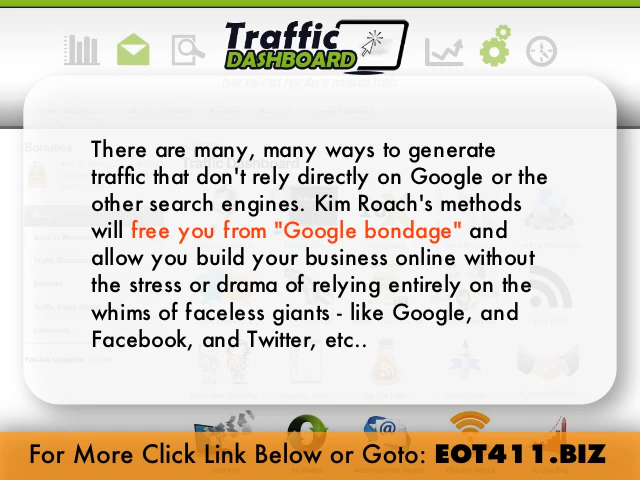 Traffic
DASHBOARD
There are many, many ways to generate
traffic that don't rely directly on Google or the
other search engines. Kim Roach's methods
will free you from "Google bondage" and
allow you build your business online without
the stress or drama of relying entirely on the
whims of faceless giants - like Google, and
Facebook, and Twitter, etc..
For More Click Link Below or Goto: EOT411.BIZ